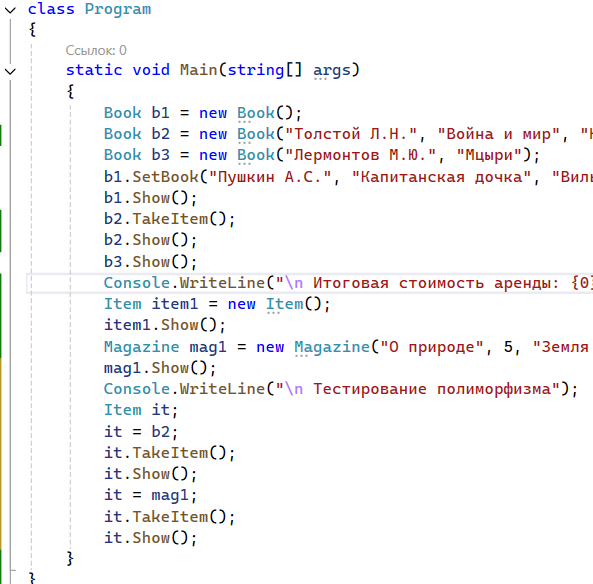 class Program
{
Ссылок: 0
static void Main(string[] args)
{
Book b1 = new Book();
Book b2 = new Book("Толстой Л.Н.", "Война и мир", "
Book b3 = new Book("Лермонтов М.Ю.", "Мцыри");
b1.SetBook("Пушкин А.С.", "Капитанская дочка", "Виль
b1.Show();
b2.TakeItem();
b2.Show();
b3.Show();
Console.WriteLine("\n Итоговая стоимость аренды: {0}
Item item1 = new Item();
item1.Show();
Magazine mag1 = new Magazine("О природе", 5, "Земля
mag1.Show();
Console.WriteLine("\n Тестирование полиморфизма");
Item it;
it = b2;
it.TakeItem();
it.Show();
it = mag1;
it.TakeItem();
it.Show();
}
}